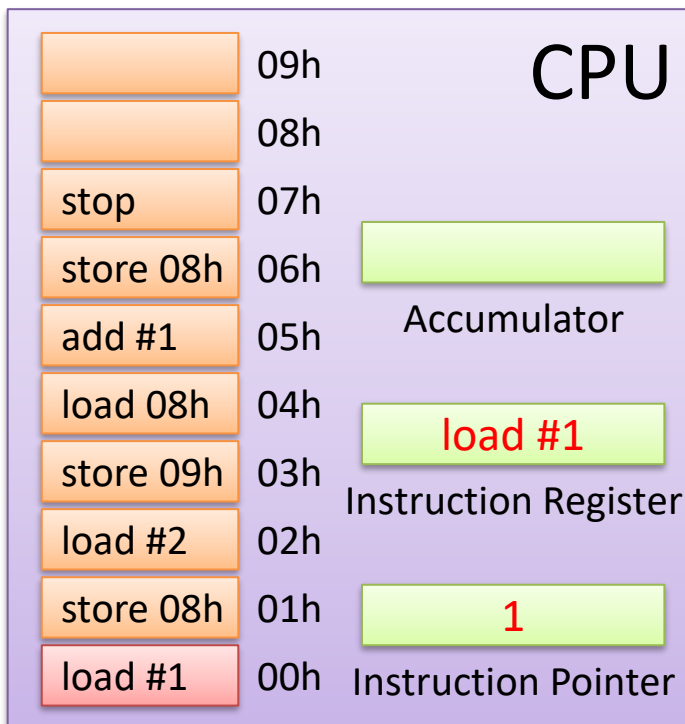 CPU
09h
08h
stop 07h
store 08h 06h
add #1 05h
load 08h 04h
store 09h 03h
load #2 02h
store 08h 01h
load #1 00h
Accumulator
load #1
Instruction Register
1
Instruction Pointer